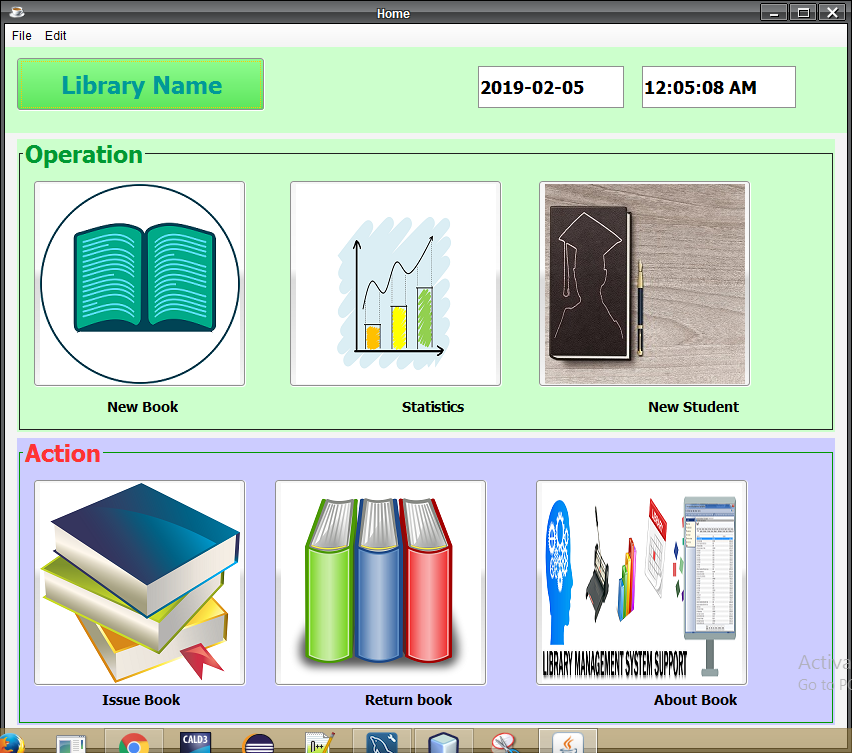 Home
File Edit
Library Name
2019-02-05
12:05:08 AM
Operation
New Book
Statistics
New Student
Action
LIBRARY MANAGEMENT SYSTEM SUPPORT
Issue Book
Return book
About Book
Activa
Go to PC
CALD3